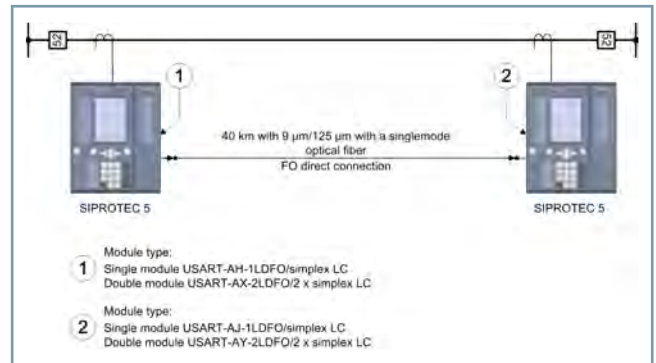 52
52
1
2
40 km with 9 µm/125 µm with a singlemode
optical fiber
FO direct connection
SIPROTEC 5
SIPROTEC 5
Module type:
1 Single module USART-AH-1LDFO/simplex LC
Double module USART-AX-2LDFO/2 x simplex LC
Module type:
2 Single module USART-AJ-1LDFO/simplex LC
Double module USART-AY-2LDFO/2 x simplex LC